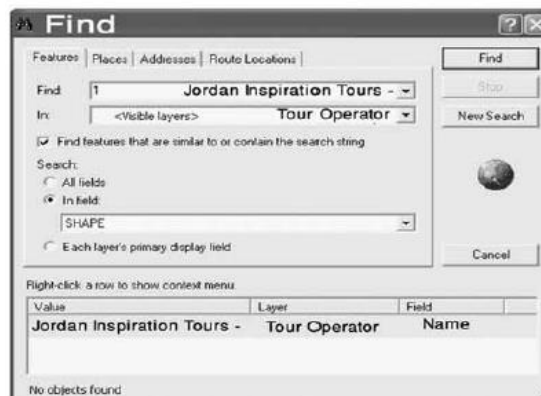 Find
Features Places Addresses Route Locations
Find
Find: 1 Jordan Inspiration Tours -
Stop
In: <Visible layers> Tour Operator
New Search
Find features that are similar to or contain the search string
Search:
All fields
In field:
SHAPE
Each layer's primary display field
Cancel
Right-click a row to show context menu
Value Layer Field
Jordan Inspiration Tours - Tour Operator Name
No objects found